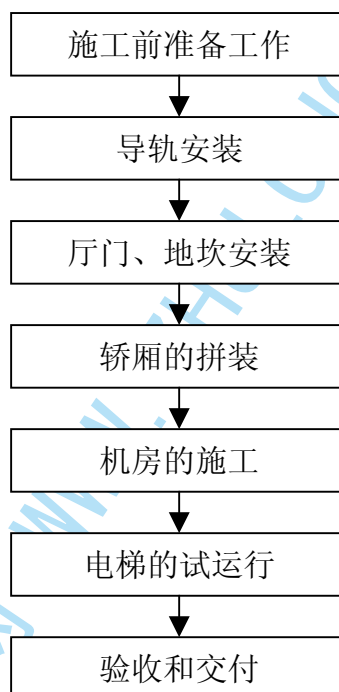 施工前准备工作
导轨安装
厅门、地坎安装
轿厢的拼装
机房的施工
电梯的试运行
验收和交付